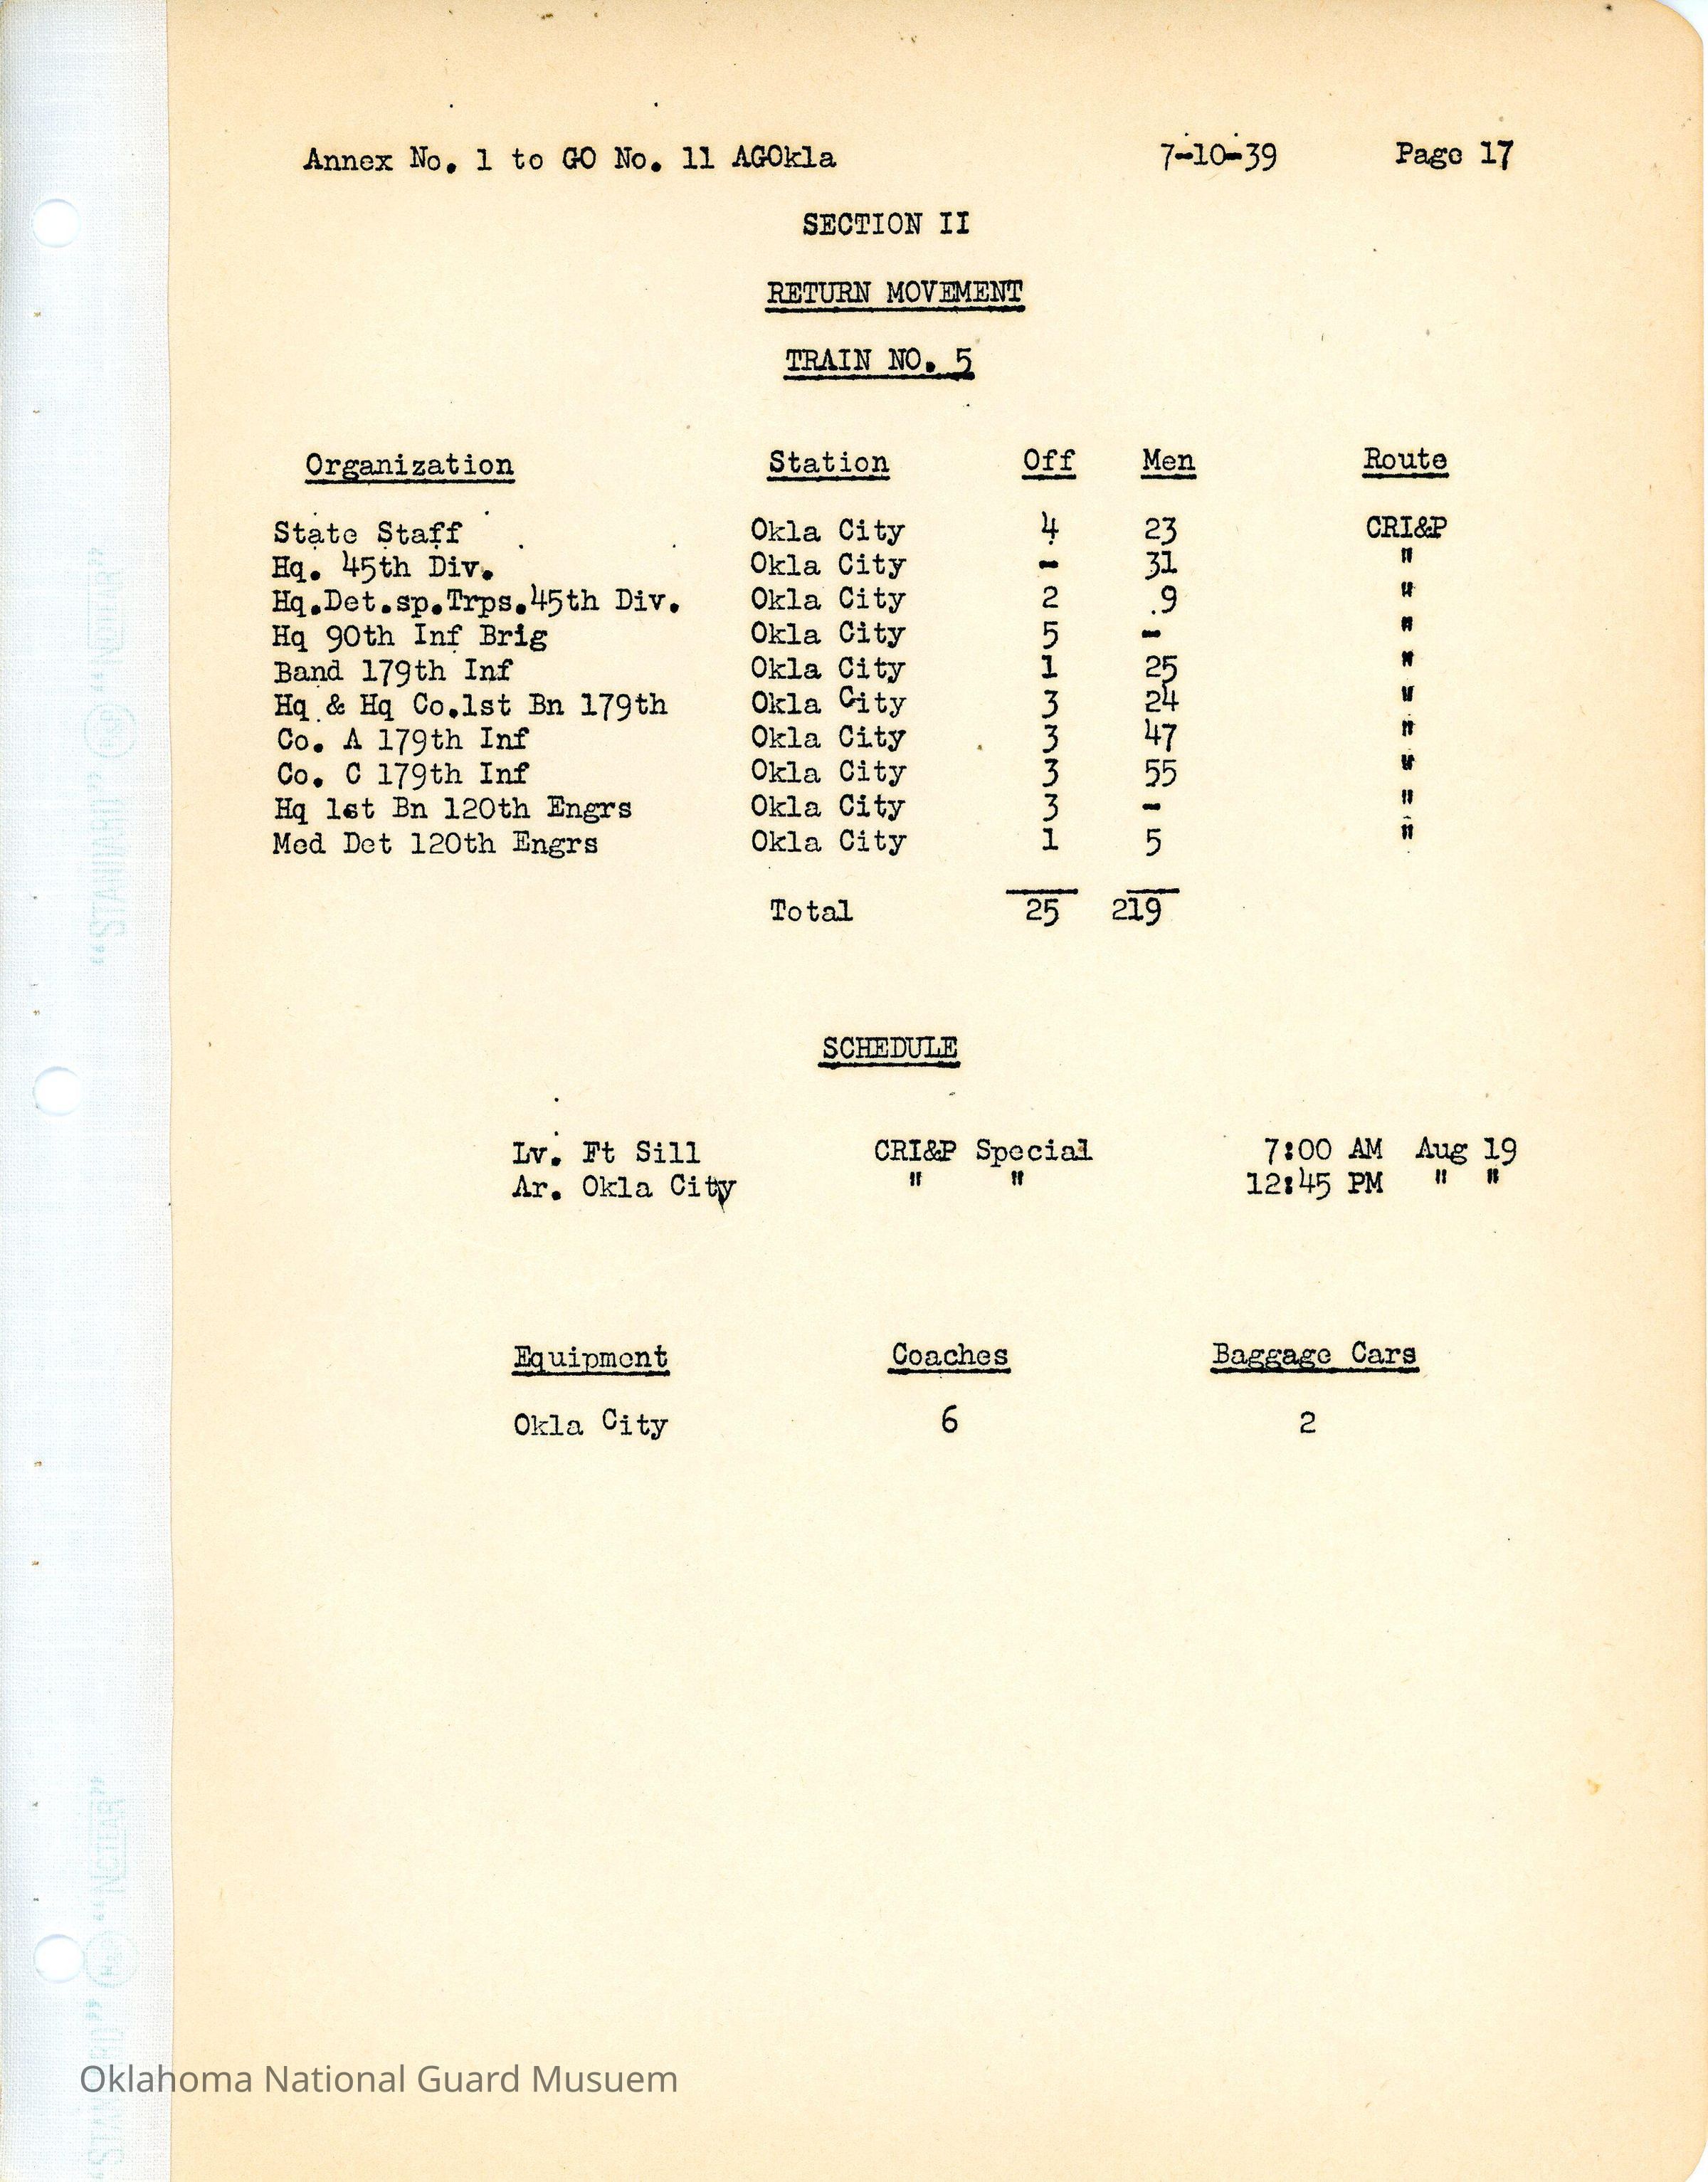 Annex No. 1 to GO No. 11 AGOkla 7-10-39 Page 17
SECTION II
RETURN MOVEMENT
TRAIN NO. 5
Organization Station Off Men Route
State Staff Okla City 4 23 CRI&P
Hq. 45th Div. Okla City - 31 "
Hq.Det.sp.Trps.45th Div. Okla City 2 9 "
Hq 90th Inf Brig Okla City 5 - "
Band 179th Inf Okla City 1 25 "
Hq & Hq Co.1st Bn 179th Okla City 3 24 "
Co. A 179th Inf Okla City 3 47 "
Co. C 179th Inf Okla City 3 55 "
Hq 1st Bn 120th Engrs Okla City 3 - "
Med Det 120th Engrs Okla City 1 5 "
Total 25 219
SCHEDULE
Lv. Ft Sill CRI&P Special 7:00 AM Aug 19
Ar. Okla City " " 12:45 PM " "
Equipment Coaches Baggage Cars
Okla City 6 2
Oklahoma National Guard Musuem